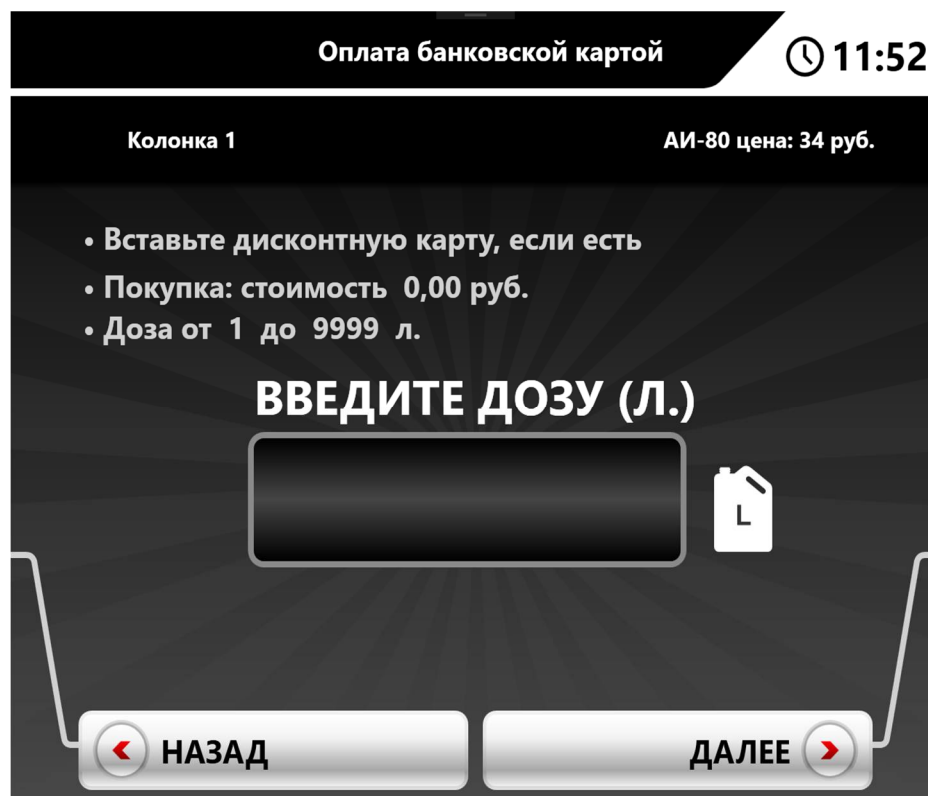 Оплата банковской картой
11:52
Колонка 1
АИ-80 цена: 34 руб.
• Вставьте дисконтную карту, если есть
• Покупка: стоимость 0,00 руб.
• Доза от 1 до 9999 л.
ВВЕДИТЕ ДОЗУ (Л.)
L
НАЗАД
ДАЛЕЕ